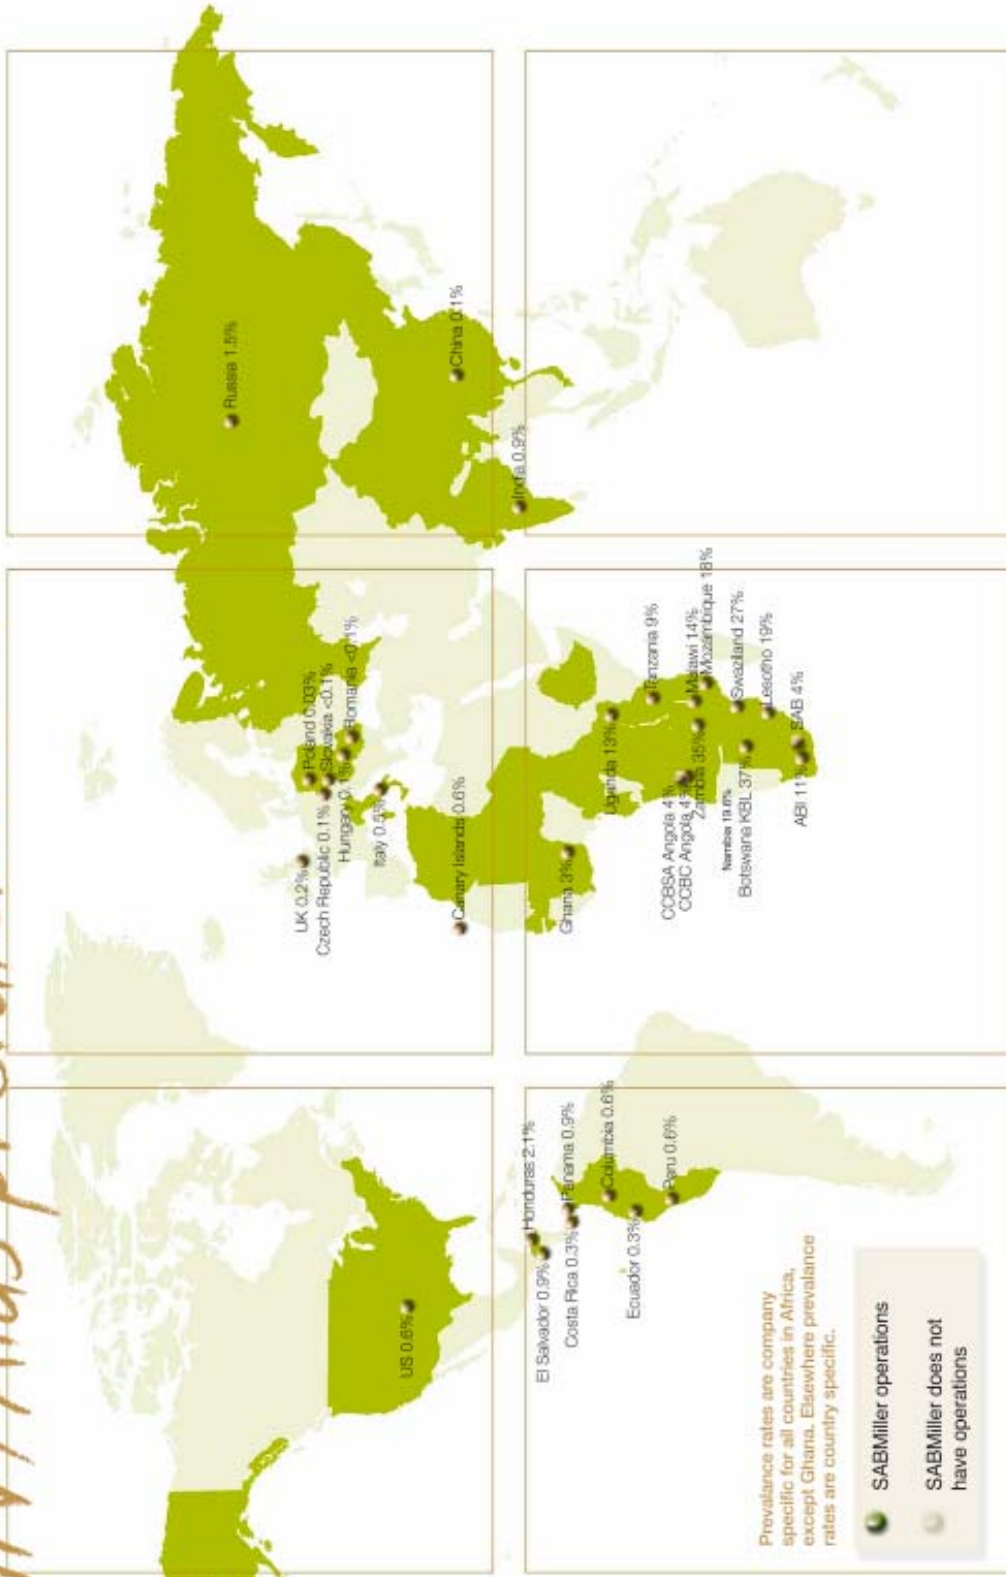 US 0.6%
Honduras 2.1%
El Salvador 0.9%
Panama 0.9%
Costa Rica 0.3%
Columbia 0.6%
Ecuador 0.3%
Peru 0.6%
UK 0.2%
Poland 0.03%
Czech Republic 0.1%
Slovakia <0.1%
Hungary 0.1%
Romania <0.1%
Italy 0.5%
Canary Islands 0.6%
Russia 1.5%
China 0.1%
India 0.9%
Ghana 3%
Uganda 13%
Tanzania 9%
CCBSA Angola 4%
CCBC Angola 4%
Malawi 14%
Zambia 35%
Mozambique 18%
Namibia 19.6%
Swaziland 27%
Botswana KBL 37%
Lesotho 19%
SAB 4%
ABI 11%
Prevalance rates are company
specific for all countries in Africa,
except Ghana. Elsewhere prevalance
rates are country specific.
SABMiller operations
SABMiller does not
have operations